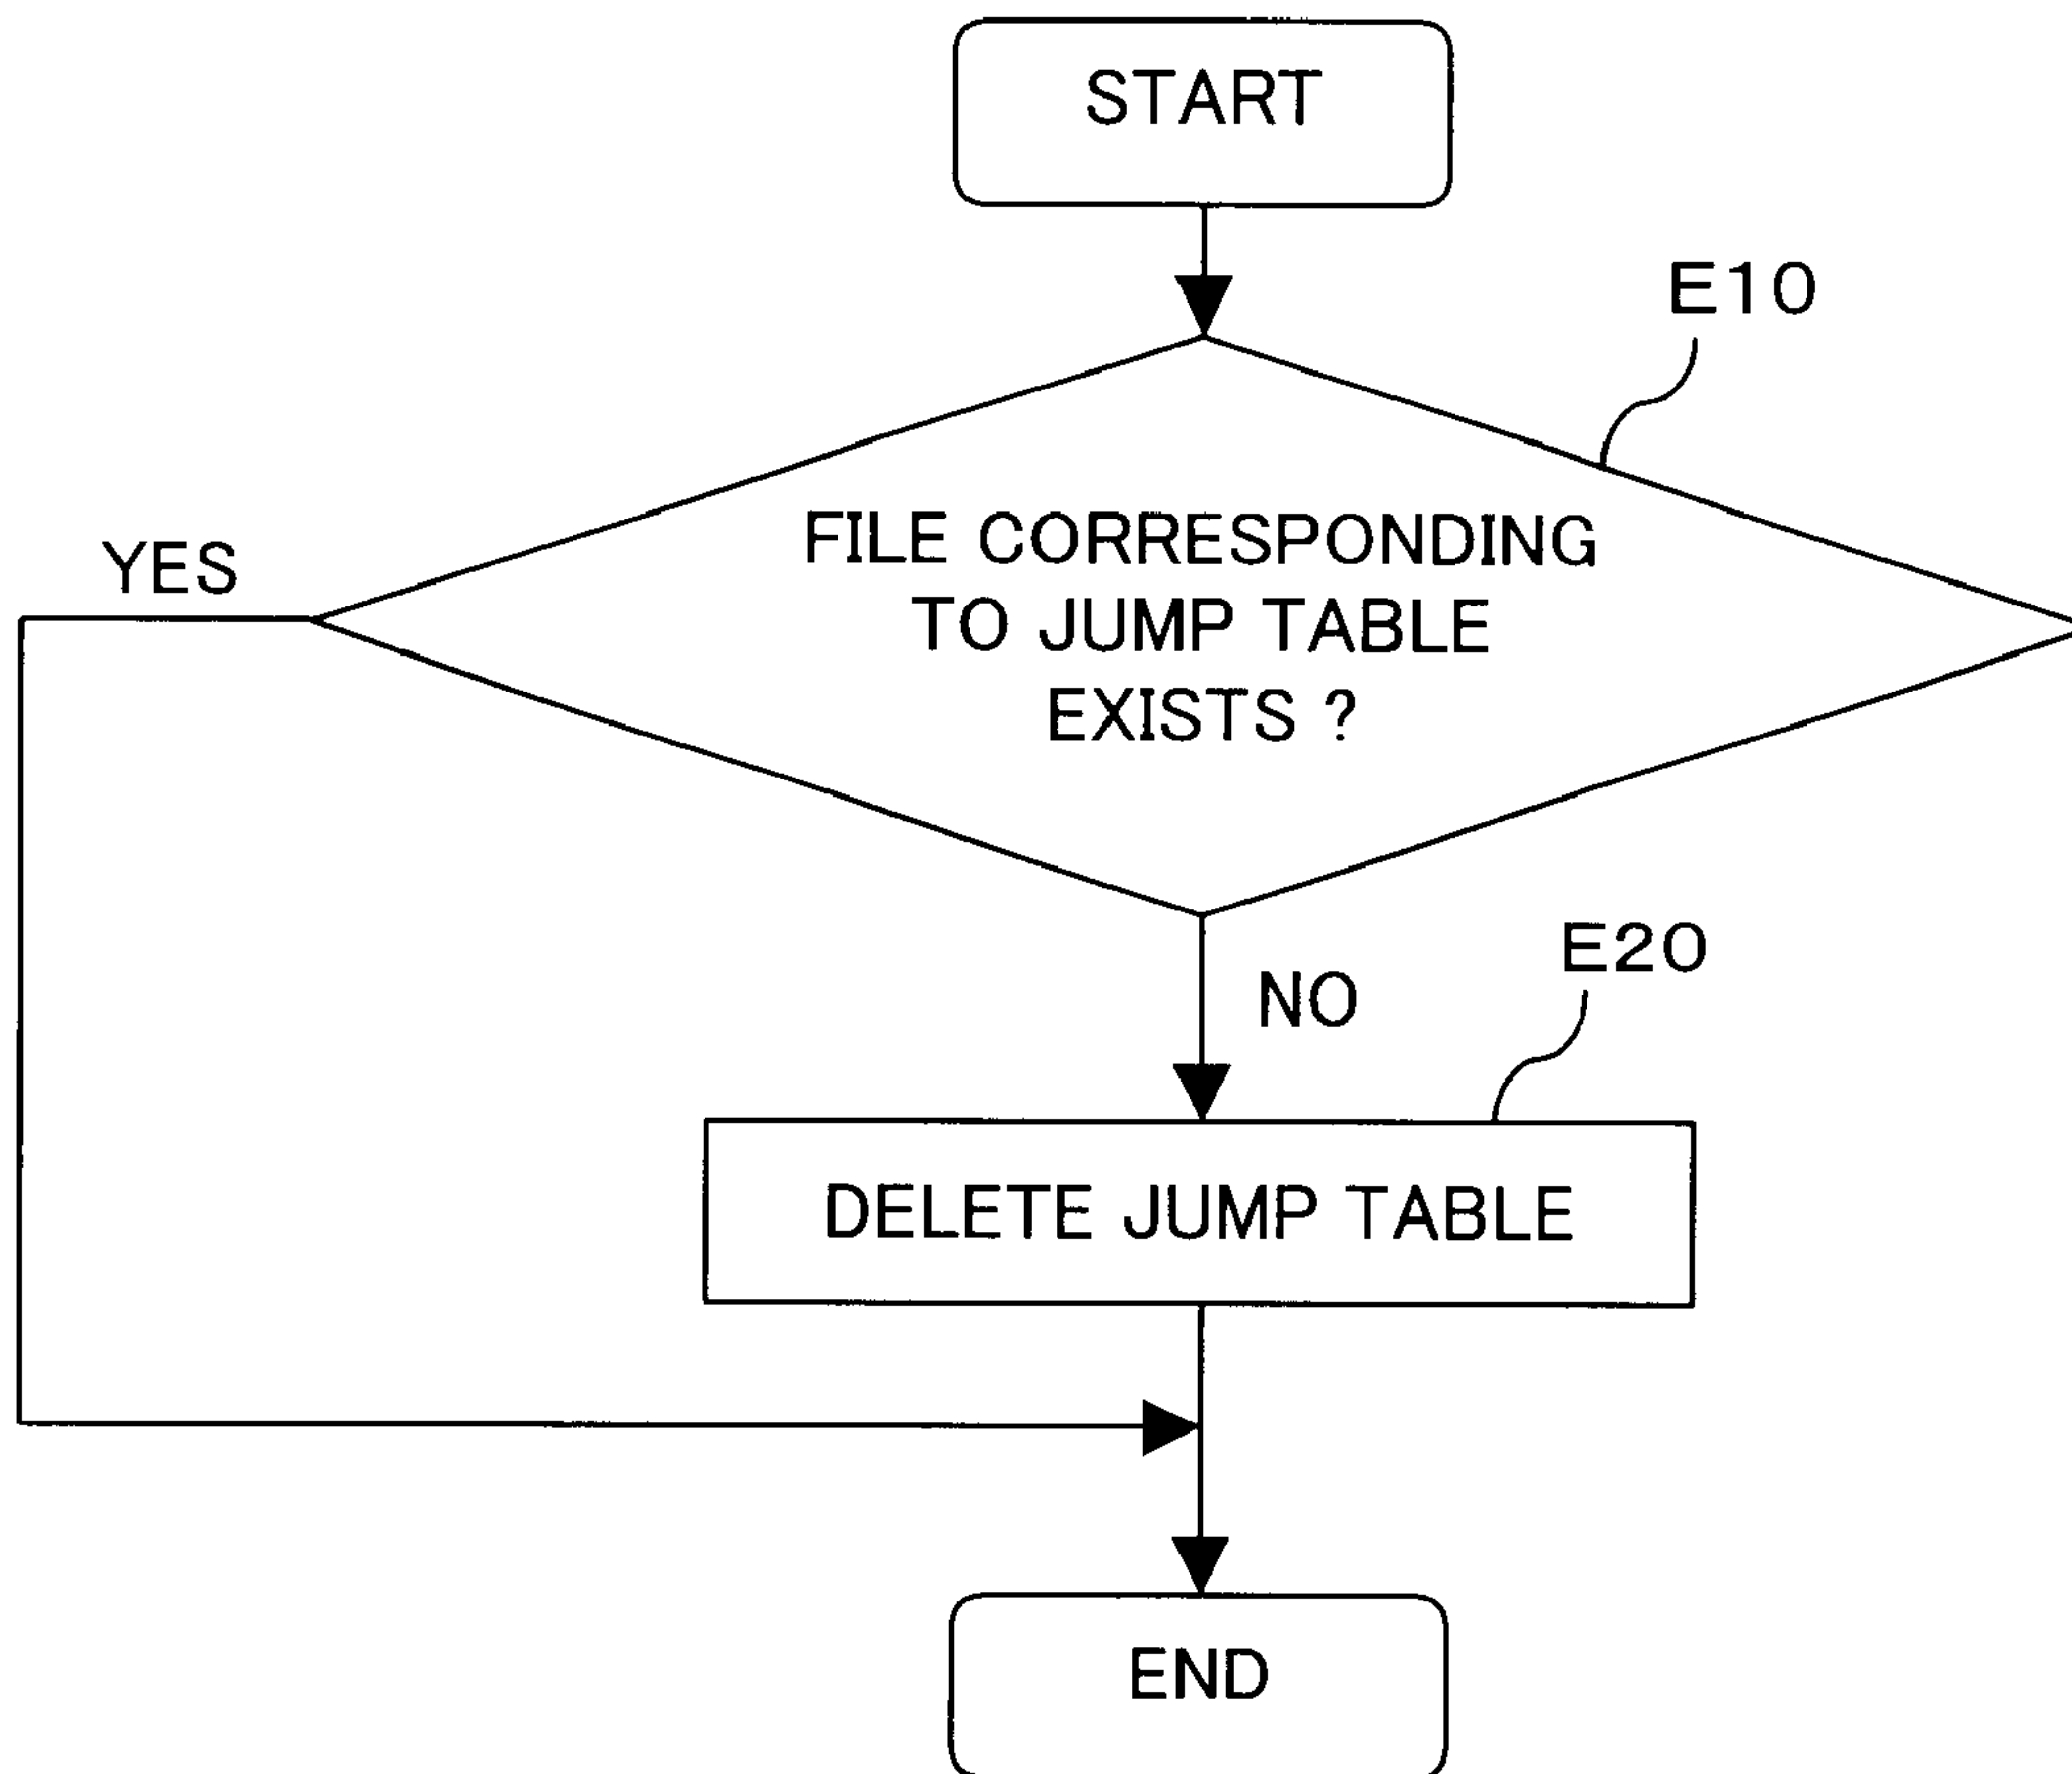 START
E10
FILE CORRESPONDING
TO JUMP TABLE
EXISTS ?
YES
NO
E20
DELETE JUMP TABLE
END